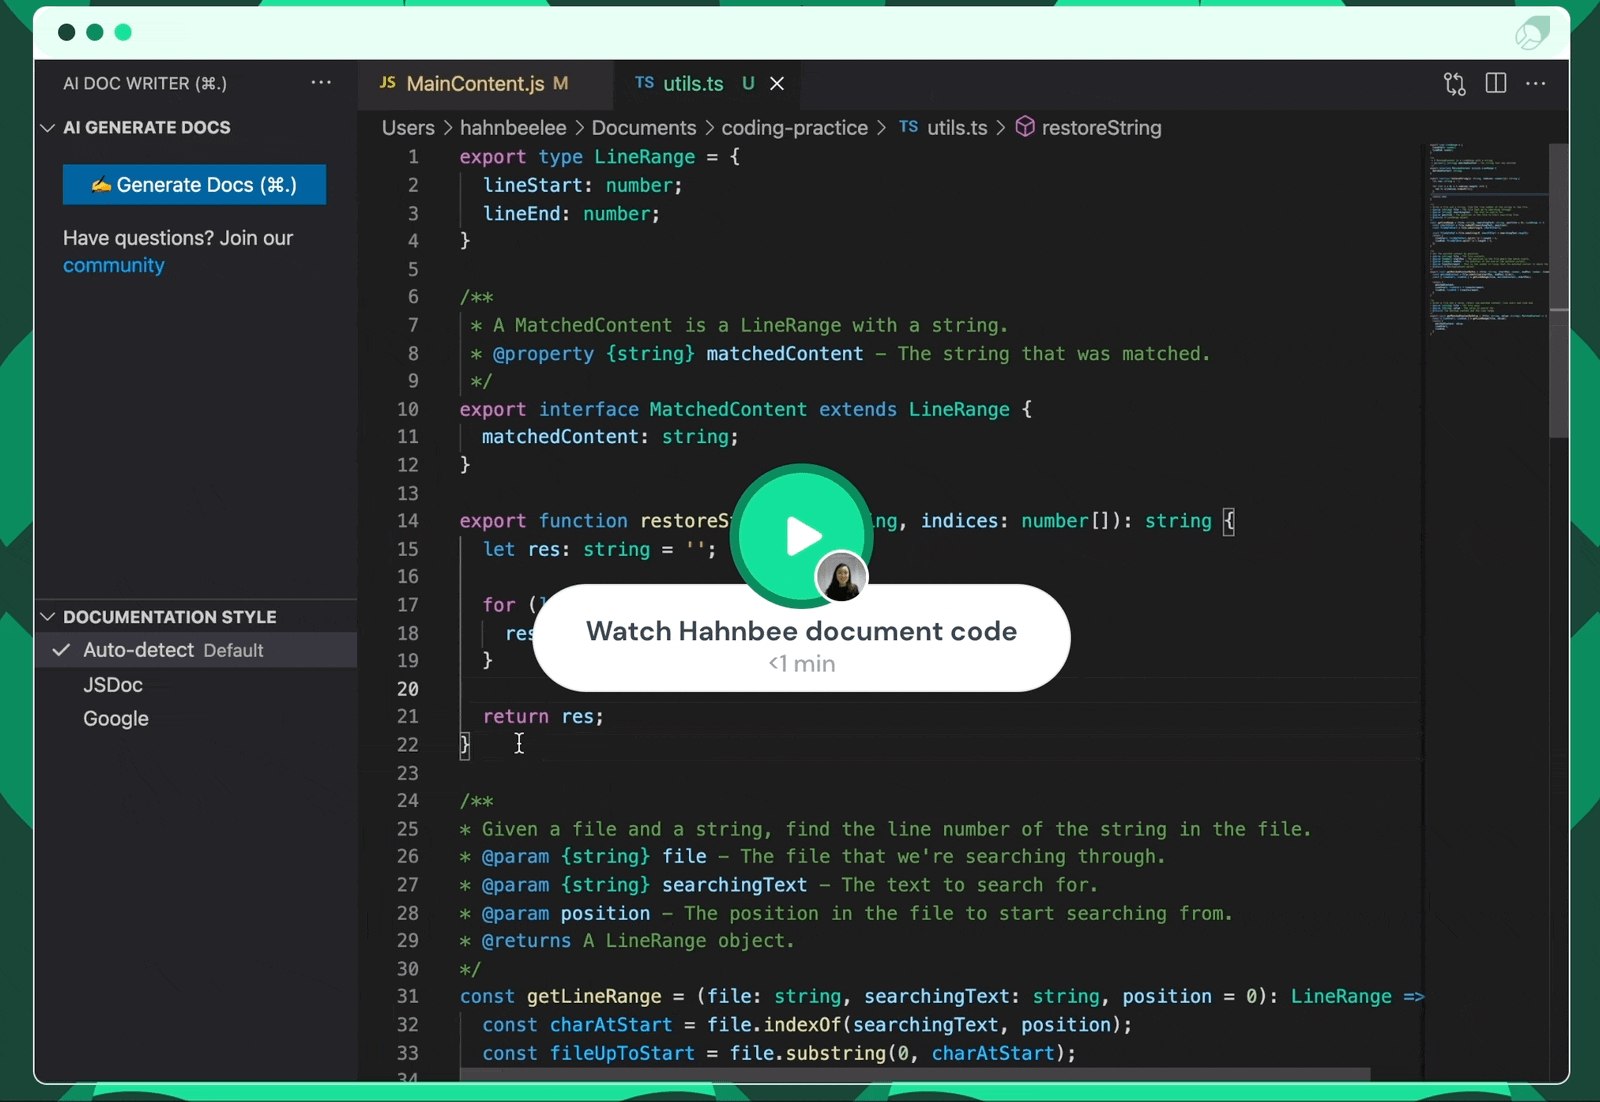 AI DOC WRITER (⌘.)
AI GENERATE DOCS
✍️ Generate Docs (⌘.)
Have questions? Join our
community
DOCUMENTATION STYLE
Auto-detect Default
JSDoc
Google
JS MainContent.js M
TS utils.ts U
Users > hahnbeelee > Documents > coding-practice > TS utils.ts > restoreString
1 export type LineRange = {
2 lineStart: number;
3 lineEnd: number;
4 }
5
6 /**
7 * A MatchedContent is a LineRange with a string.
8 * @property {string} matchedContent – The string that was matched.
9 */
10 export interface MatchedContent extends LineRange {
11 matchedContent: string;
12 }
13
14 export function restoreS ng, indices: number[]): string {
15 let res: string = '';
16
17 for (
18 res
19 }
20
21 return res;
22 }
23
24 /**
25 * Given a file and a string, find the line number of the string in the file.
26 * @param {string} file – The file that we're searching through.
27 * @param {string} searchingText – The text to search for.
28 * @param position – The position in the file to start searching from.
29 * @returns A LineRange object.
30 */
31 const getLineRange = (file: string, searchingText: string, position = 0): LineRange =>
32 const charAtStart = file.indexOf(searchingText, position);
33 const fileUpToStart = file.substring(0, charAtStart);
34
Watch Hahnbee document code
<1 min